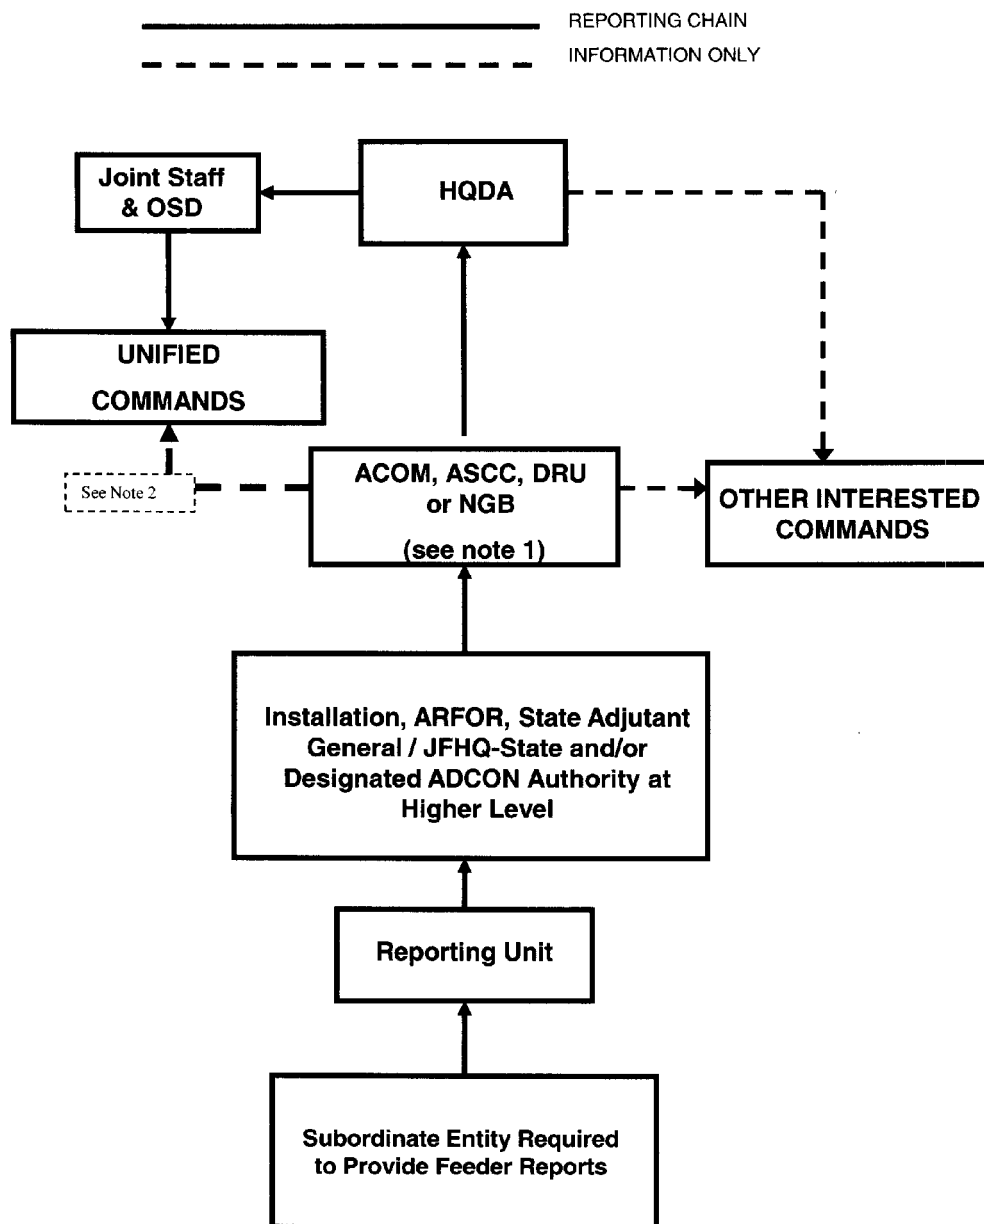 REPORTING CHAIN
INFORMATION ONLY
Joint Staff
& OSD
HQDA
UNIFIED
COMMANDS
See Note 2
ACOM, ASCC, DRU
or NGB
(see note 1)
OTHER INTERESTED
COMMANDS
Installation, ARFOR, State Adjutant
General / JFHQ-State and/or
Designated ADCON Authority at
Higher Level
Reporting Unit
Subordinate Entity Required
to Provide Feeder Reports